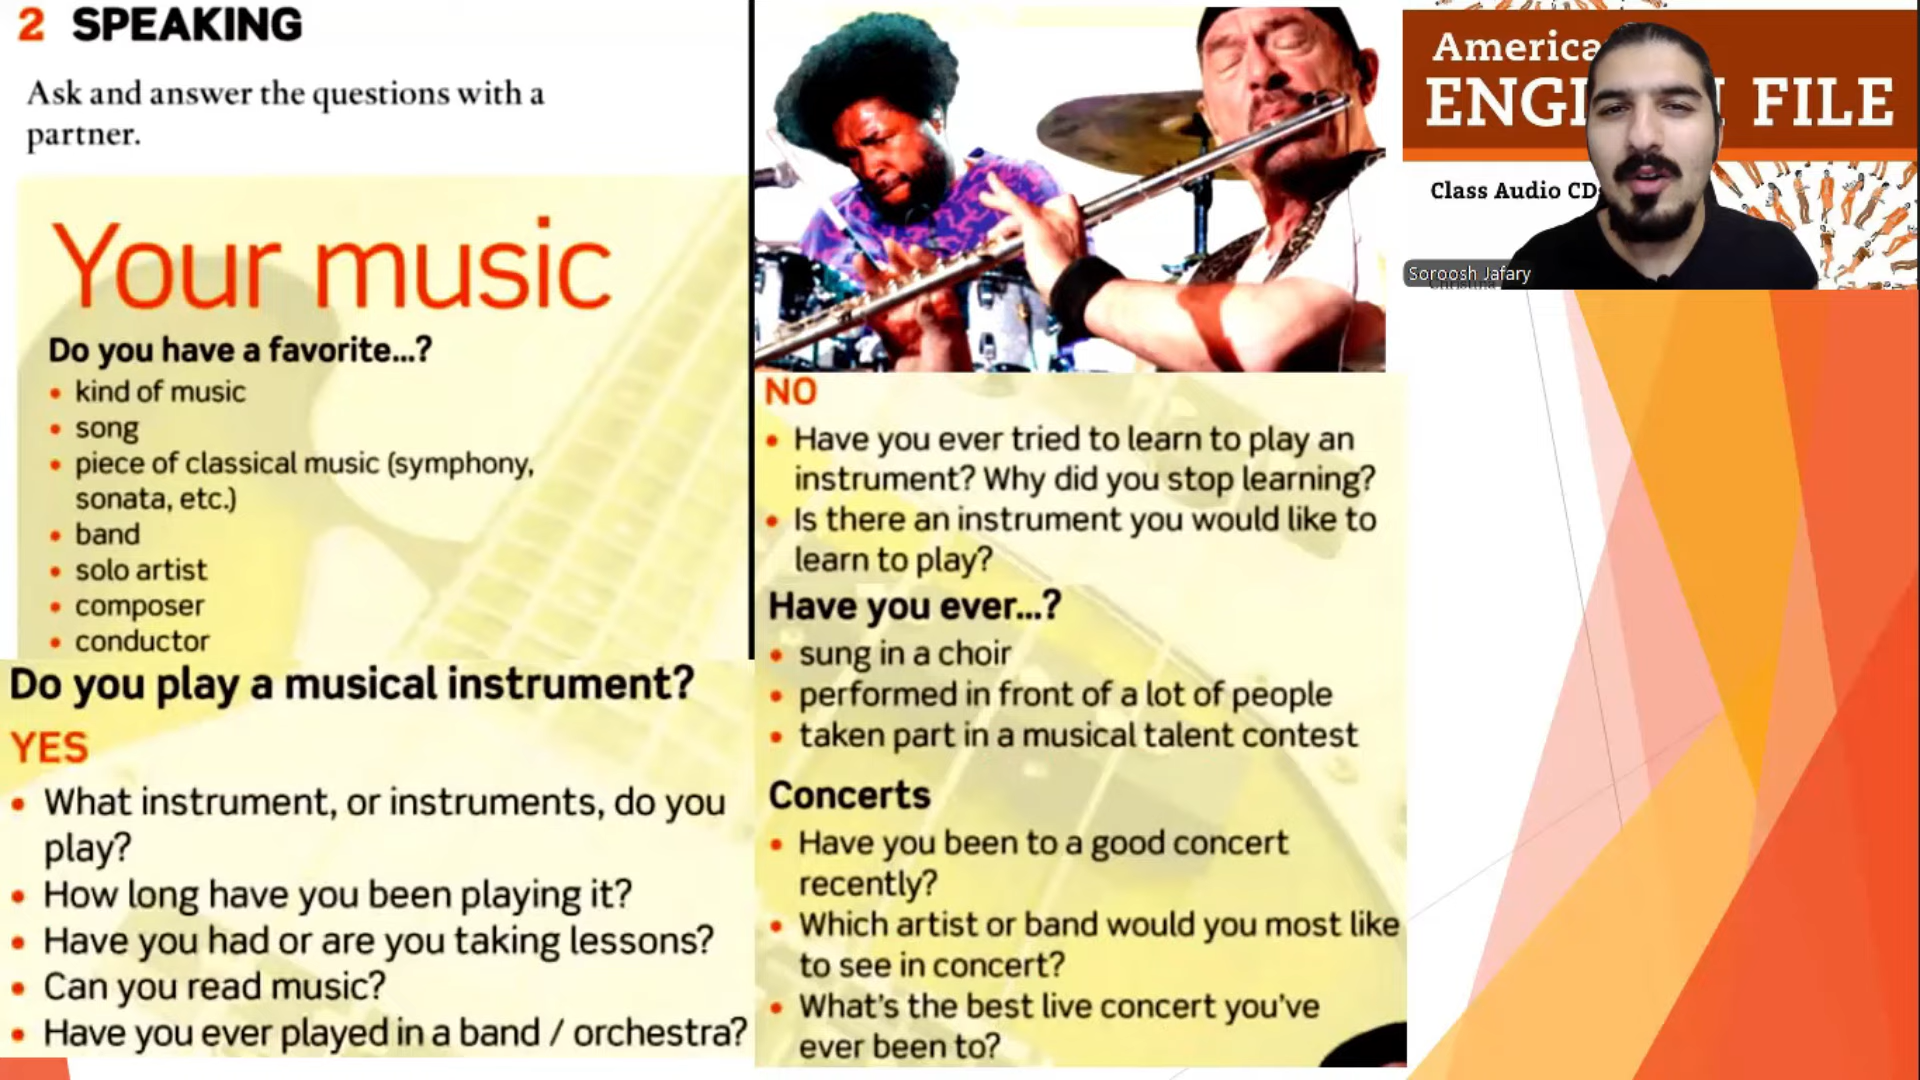 2 SPEAKING
Ask and answer the questions with a
partner.
Your music
Do you have a favorite...?
• kind of music
• song
• piece of classical music (symphony,
sonata, etc.)
• band
• solo artist
• composer
• conductor
Do you play a musical instrument?
YES
• What instrument, or instruments, do you
play?
• How long have you been playing it?
• Have you had or are you taking lessons?
• Can you read music?
• Have you ever played in a band / orchestra?
NO
• Have you ever tried to learn to play an
instrument? Why did you stop learning?
• Is there an instrument you would like to
learn to play?
Have you ever...?
• sung in a choir
• performed in front of a lot of people
• taken part in a musical talent contest
Concerts
• Have you been to a good concert
recently?
• Which artist or band would you most like
to see in concert?
• What's the best live concert you've
ever been to?
America
ENGL FILE
Class Audio CDs
Soroosh Jafary